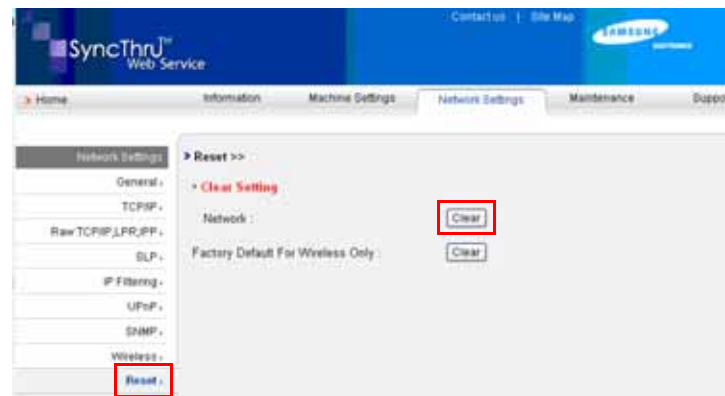 Contact us | Site Map
SAMSUNG
ELECTRONICS
SyncThru™
Web Service
> Home
Information
Machine Settings
Network Settings
Maintenance
Suppo
Network Settings
General
TCP/IP
Raw TCP/IP,LPR,IPP
SLP
IP Filtering
UPnP
SNMP
Wireless
Reset
Reset >>
Clear Setting
Network : Clear
Factory Default For Wireless Only : Clear